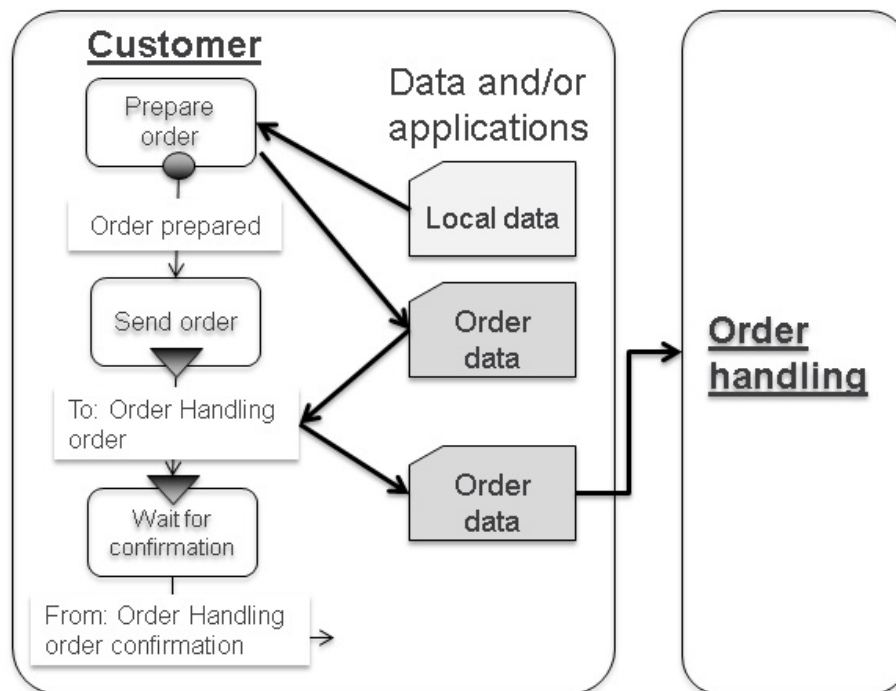 Customer
Prepare
order
Order prepared
Send order
To: Order Handling
order
Wait for
confirmation
From: Order Handling
order confirmation
Data and/or
applications
Local data
Order
data
Order
data
Order
handling